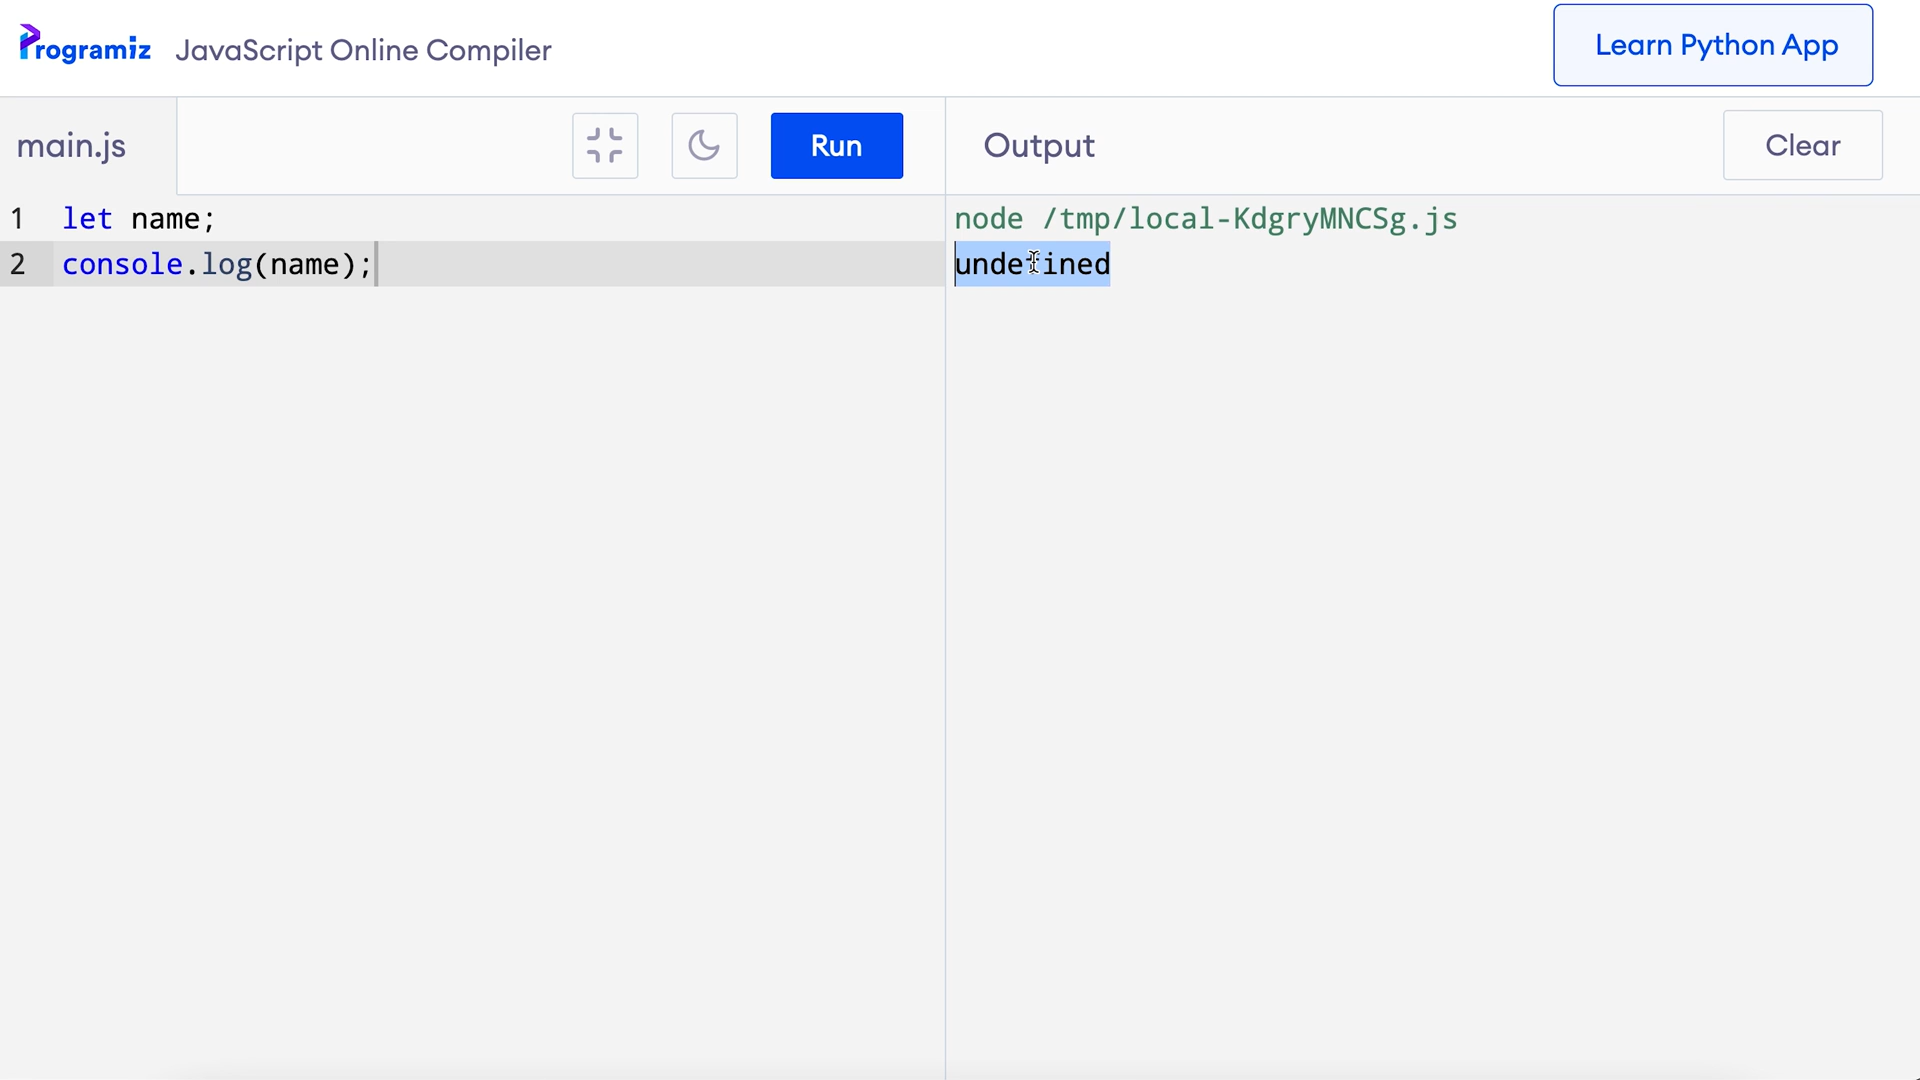 Programiz JavaScript Online Compiler
Learn Python App
main.js
Run
Output
Clear
1 let name;
2 console.log(name);
node /tmp/local-KdgryMNCSg.js
undefined